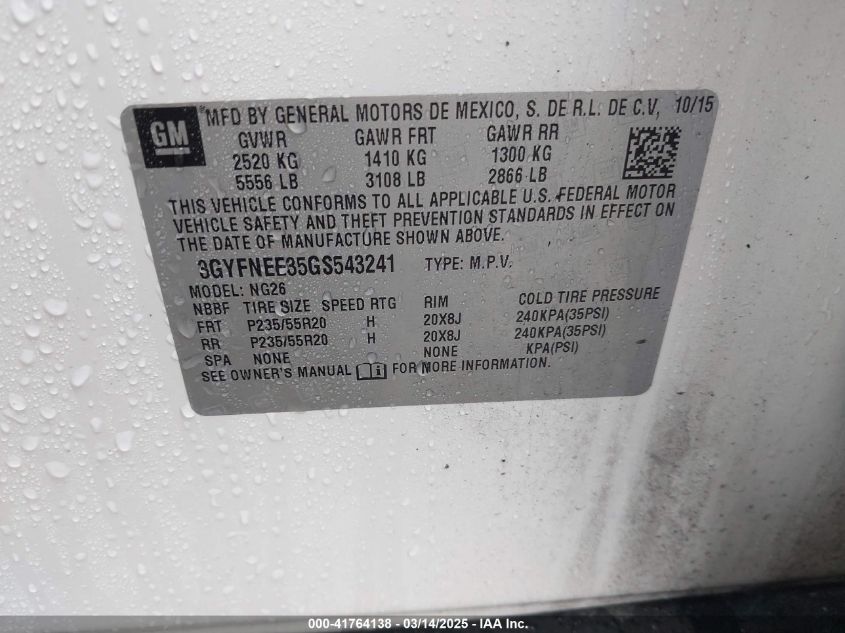 GM
*MFD BY GENERAL MOTORS DE MEXICO, S. DE R.L. DE C.V, 10/15
GVWR GAWR FRT GAWR RR
2520 KG 1410 KG 1300 KG
5556 LB 3108 LB 2866 LB
THIS VEHICLE CONFORMS TO ALL APPLICABLE U.S. FEDERAL MOTOR
VEHICLE SAFETY AND THEFT PREVENTION STANDARDS IN EFFECT ON
THE DATE OF MANUFACTURE SHOWN ABOVE.
3GYFNEE35GS543241 TYPE: M.P.V.
MODEL: NG26
NBBF TIRE SIZE SPEED RTG RIM COLD TIRE PRESSURE
FRT P235/55R20 H 20X8J 240KPA(35PSI)
RR P235/55R20 H 20X8J 240KPA(35PSI)
SPA NONE NONE KPA(PSI)
SEE OWNER'S MANUAL FOR MORE INFORMATION.
000-41764138 - 03/14/2025 - IAA Inc.